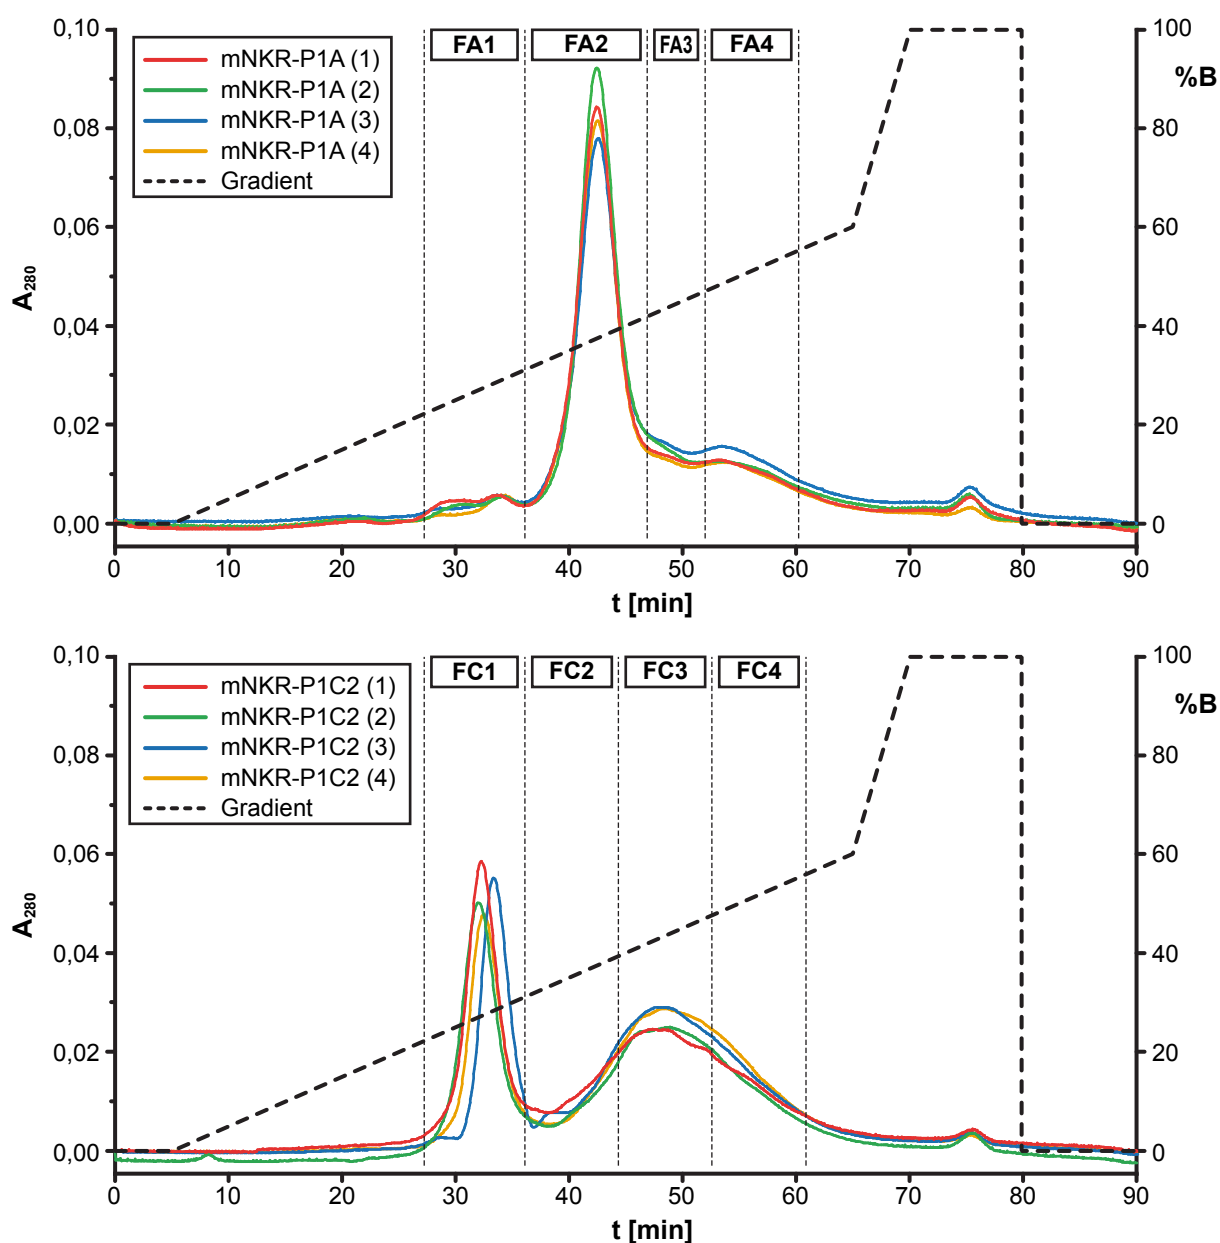 0,10
FA1 FA2 FA3 FA4
100
%B
mNKR-P1A (1)
mNKR-P1A (2)
mNKR-P1A (3)
mNKR-P1A (4)
Gradient
0,08
80
0,06
60
A280
0,04
40
0,02
20
0,00
0
0 10 20 30 40 50 60 70 80 90
t [min]
0,10
FC1 FC2 FC3 FC4
100
%B
mNKR-P1C2 (1)
mNKR-P1C2 (2)
mNKR-P1C2 (3)
mNKR-P1C2 (4)
Gradient
0,08
80
0,06
60
A280
0,04
40
0,02
20
0,00
0
0 10 20 30 40 50 60 70 80 90
t [min]